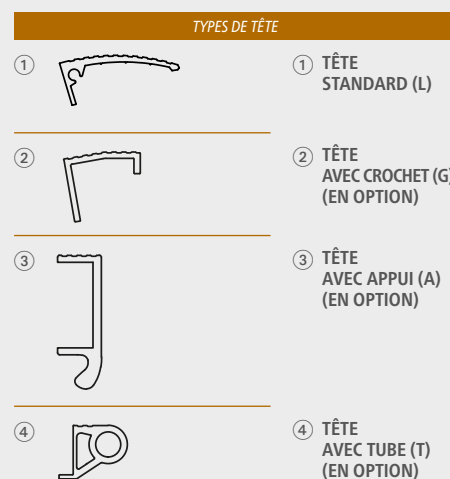 TYPES DE TÊTE
1
1 TÊTE
STANDARD (L)
2
2 TÊTE
AVEC CROCHET (G)
(EN OPTION)
3
3 TÊTE
AVEC APPUI (A)
(EN OPTION)
4
4 TÊTE
AVEC TUBE (T)
(EN OPTION)